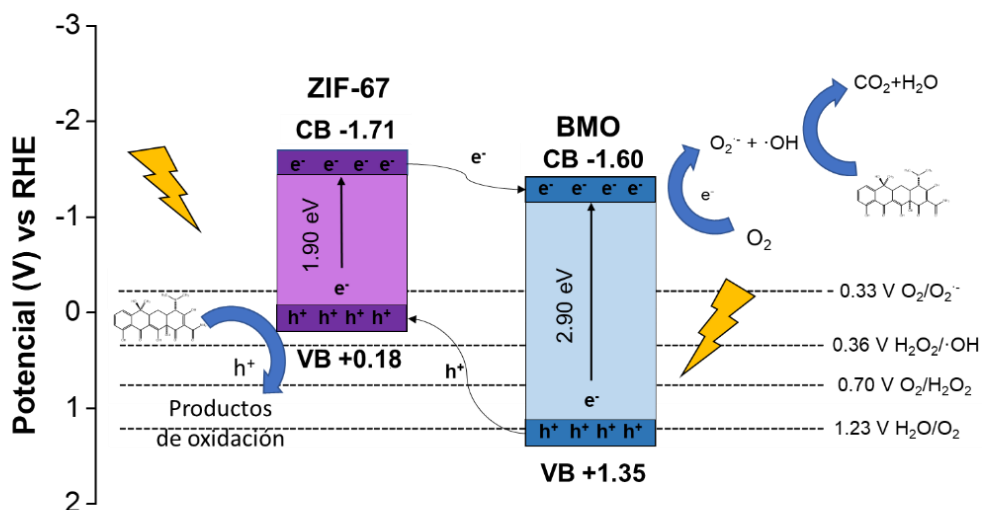 Potencial (V) vs RHE
-3
-2
-1
0
1
2
ZIF-67
CB -1.71
e⁻ e⁻ e⁻ e⁻
1.90 eV
e⁻
h⁺ h⁺ h⁺ h⁺
VB +0.18
e⁻
h⁺
BMO
CB -1.60
e⁻ e⁻ e⁻ e⁻
2.90 eV
e⁻
h⁺ h⁺ h⁺ h⁺
VB +1.35
h⁺
Productos
de oxidación
CO₂+H₂O
O₂·⁻ + ·OH
e⁻
O₂
0.33 V O₂/O₂·⁻
0.36 V H₂O₂/·OH
0.70 V O₂/H₂O₂
1.23 V H₂O/O₂